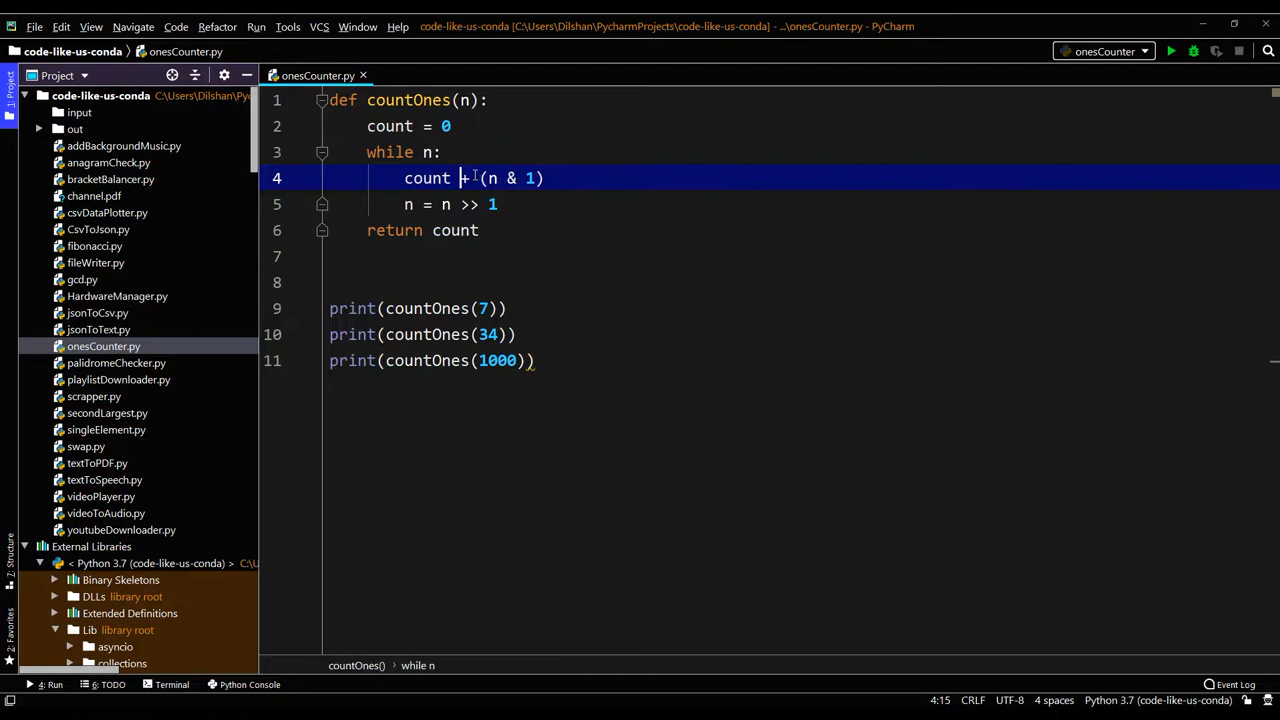 File Edit View Navigate Code Refactor Run Tools VCS Window Help code-like-us-conda [C:\Users\Dilshan\PycharmProjects\code-like-us-conda] - ...\onesCounter.py - PyCharm
code-like-us-conda onesCounter.py onesCounter
1: Project
Project onesCounter.py
code-like-us-conda C:\Users\Dilshan\Pyc
input
out
addBackgroundMusic.py
anagramCheck.py
bracketBalancer.py
channel.pdf
csvDataPlotter.py
CsvToJson.py
fibonacci.py
fileWriter.py
gcd.py
HardwareManager.py
jsonToCsv.py
jsonToText.py
onesCounter.py
palidromeChecker.py
playlistDownloader.py
scrapper.py
secondLargest.py
singleElement.py
swap.py
textToPDF.py
textToSpeech.py
videoPlayer.py
videoToAudio.py
youtubeDownloader.py
External Libraries
< Python 3.7 (code-like-us-conda) > C:\U
Binary Skeletons
DLLs library root
Extended Definitions
Lib library root
asyncio
collections
1 def countOnes(n):
2 count = 0
3 while n:
4 count + (n & 1)
5 n = n >> 1
6 return count
7
8
9 print(countOnes(7))
10 print(countOnes(34))
11 print(countOnes(1000))
countOnes() › while n
Z: Structure
2: Favorites
4: Run 6: TODO Terminal Python Console Event Log
4:15 CRLF UTF-8 4 spaces Python 3.7 (code-like-us-conda)